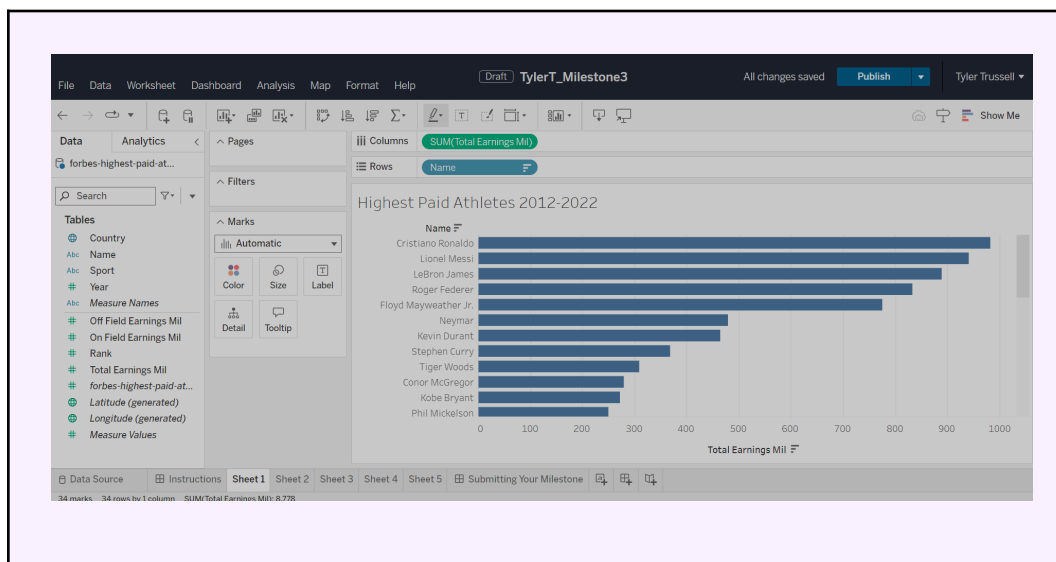 Draft TylerT_Milestone3
All changes saved
Publish
Tyler Trussell
File Data Worksheet Dashboard Analysis Map Format Help
Show Me
Data Analytics
forbes-highest-paid-at...
Search
Tables
Country
Abc Name
Abc Sport
# Year
Abc Measure Names
# Off Field Earnings Mil
# On Field Earnings Mil
# Rank
# Total Earnings Mil
# forbes-highest-paid-at...
Latitude (generated)
Longitude (generated)
# Measure Values
Pages
Filters
Marks
Automatic
Color Size Label
Detail Tooltip
Columns SUM(Total Earnings Mil)
Rows Name
Highest Paid Athletes 2012-2022
Name
Cristiano Ronaldo
Lionel Messi
LeBron James
Roger Federer
Floyd Mayweather Jr.
Neymar
Kevin Durant
Stephen Curry
Tiger Woods
Conor McGregor
Kobe Bryant
Phil Mickelson
0 100 200 300 400 500 600 700 800 900 1000
Total Earnings Mil
Data Source Instructions Sheet 1 Sheet 2 Sheet 3 Sheet 4 Sheet 5 Submitting Your Milestone
34 marks 34 rows by 1 column SUM(Total Earnings Mil): 8,778